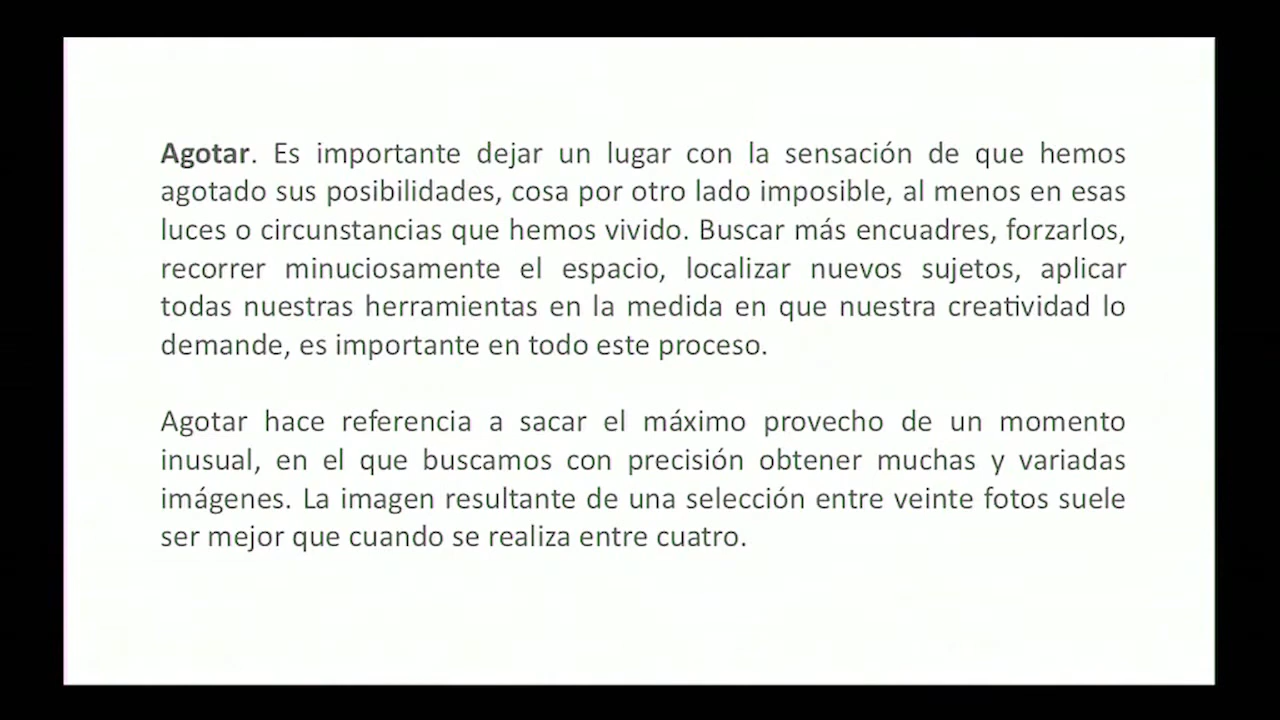 Agotar. Es importante dejar un lugar con la sensación de que hemos
agotado sus posibilidades, cosa por otro lado imposible, al menos en esas
luces o circunstancias que hemos vivido. Buscar más encuadres, forzarlos,
recorrer minuciosamente el espacio, localizar nuevos sujetos, aplicar
todas nuestras herramientas en la medida en que nuestra creatividad lo
demande, es importante en todo este proceso.
Agotar hace referencia a sacar el máximo provecho de un momento
inusual, en el que buscamos con precisión obtener muchas y variadas
imágenes. La imagen resultante de una selección entre veinte fotos suele
ser mejor que cuando se realiza entre cuatro.